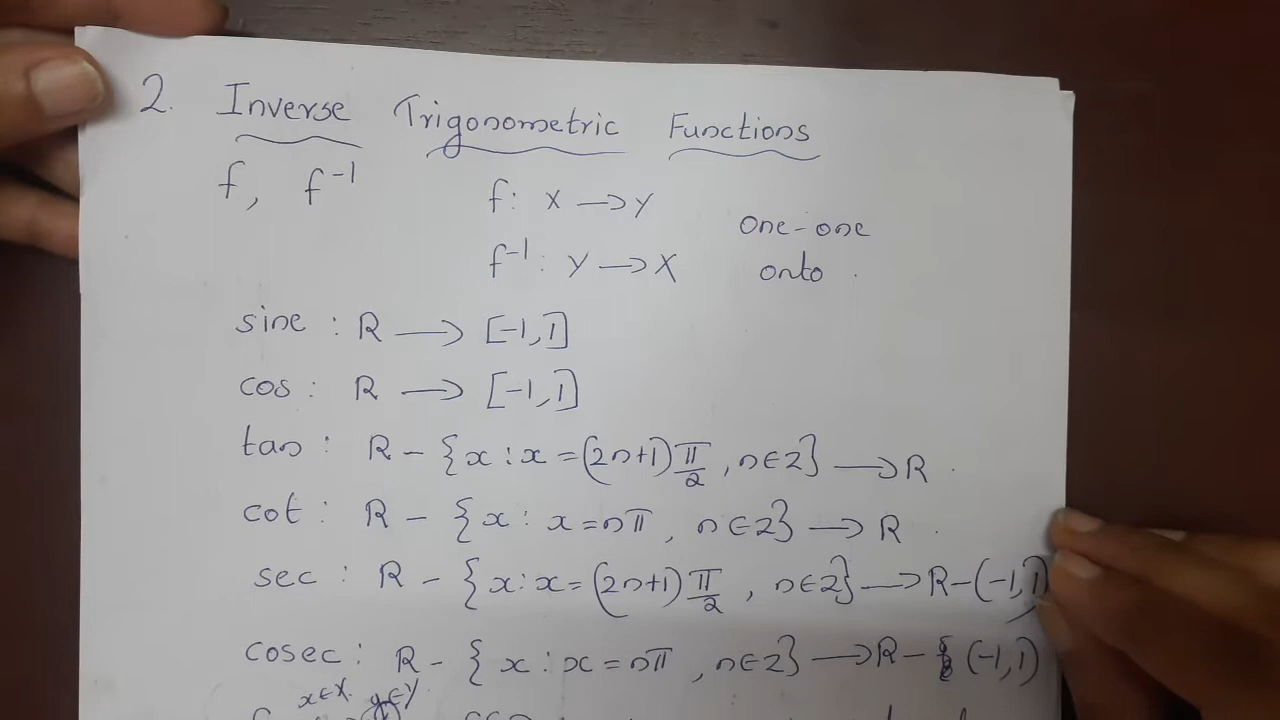 2. Inverse Trigonometric Functions
f, f⁻¹ f: X → Y one-one
f⁻¹: Y → X onto.
sine : R → [-1,1]
cos : R → [-1,1]
tan : R - {x : x = (2n+1) π/2 , n∈Z} → R .
cot : R - {x : x = nπ , n∈Z} → R .
sec : R - {x : x = (2n+1) π/2 , n∈Z} → R - (-1,1)
cosec : R - {x : x = nπ , n∈Z} → R - (-1,1)
x∈X. y∈Y